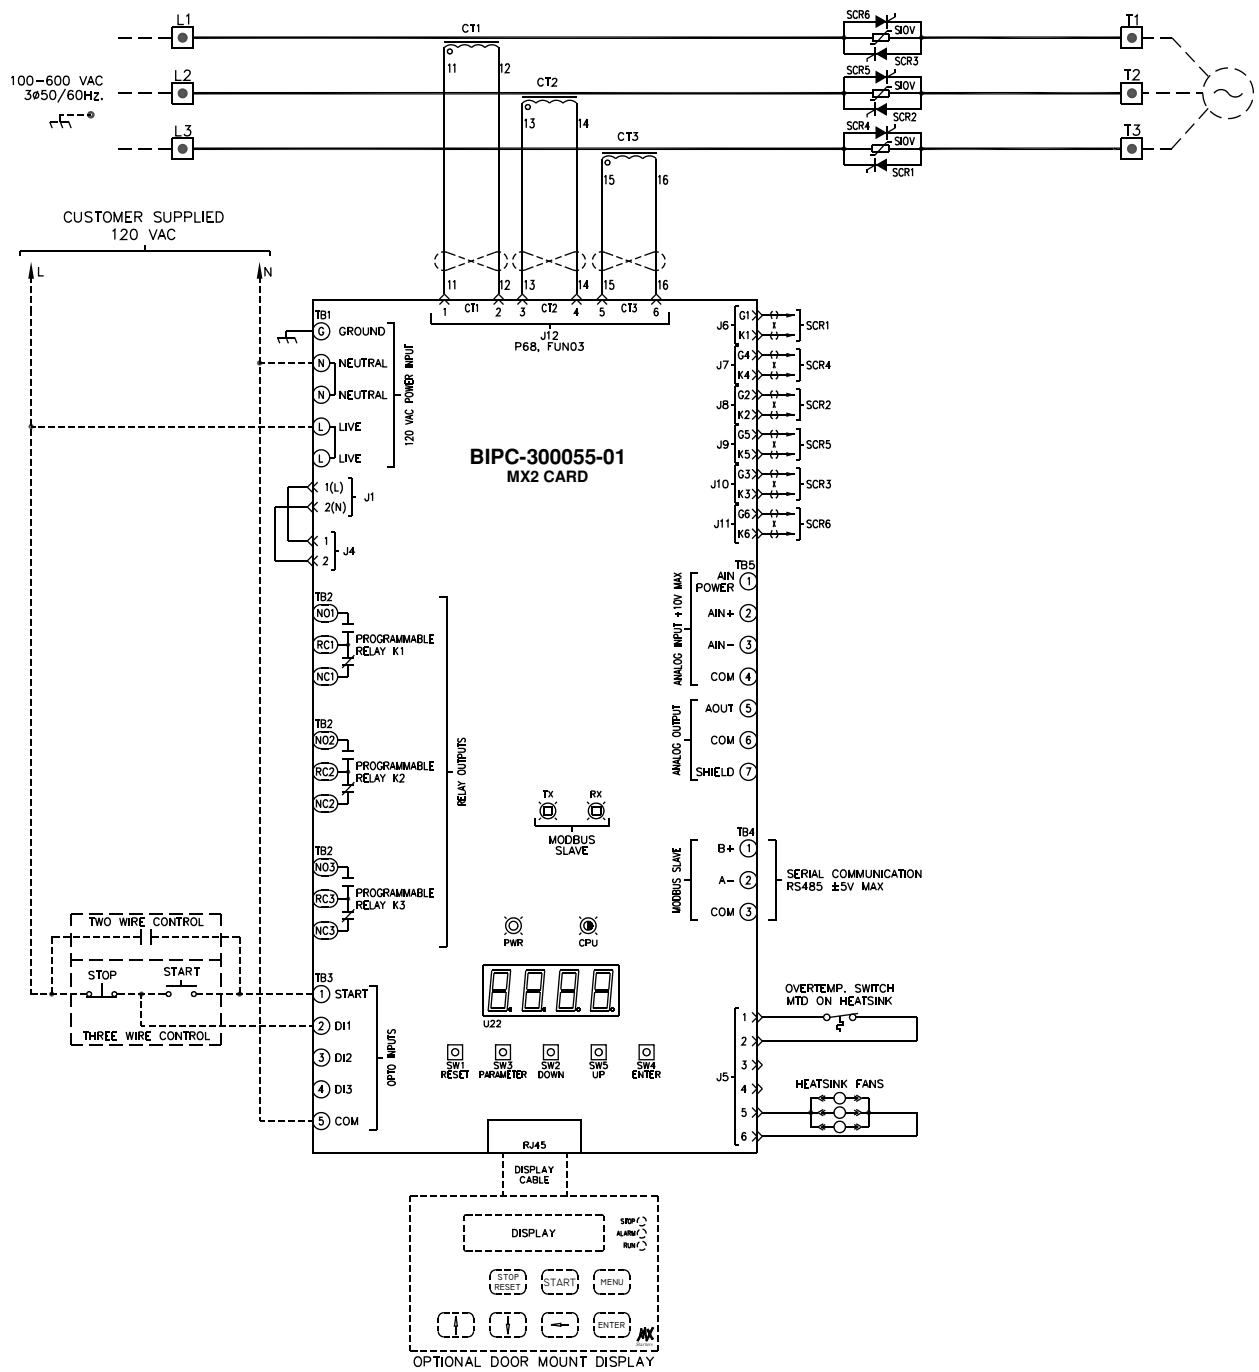 L1
CT1
SCR6
SIOV
SCR3
T1
11
12
100-600 VAC
3ø50/60Hz.
L2
CT2
SCR5
SIOV
SCR2
T2
13
14
L3
CT3
SCR4
SIOV
SCR1
T3
15
16
CUSTOMER SUPPLIED
120 VAC
L
N
11
12
13
14
15
16
1
CT1
2
3
CT2
4
5
CT3
6
J12
P68, FUN03
TB1
G GROUND
N NEUTRAL
N NEUTRAL
L LIVE
L LIVE
120 VAC POWER INPUT
1(L)
2(N)
J1
1
2
J4
BIPC-300055-01
MX2 CARD
J6
G1
K1
SCR1
J7
G4
K4
SCR4
J8
G2
K2
SCR2
J9
G5
K5
SCR5
J10
G3
K3
SCR3
J11
G6
K6
SCR6
TB2
NO1
RC1
NC1
PROGRAMMABLE
RELAY K1
TB2
NO2
RC2
NC2
PROGRAMMABLE
RELAY K2
TB2
NO3
RC3
NC3
PROGRAMMABLE
RELAY K3
RELAY OUTPUTS
TB5
AIN
POWER 1
AIN+ 2
AIN- 3
COM 4
ANALOG INPUT ±10V MAX
AOUT 5
COM 6
SHIELD 7
ANALOG OUTPUT
TX
RX
MODBUS
SLAVE
TB4
B+ 1
A- 2
COM 3
MODBUS SLAVE
SERIAL COMMUNICATION
RS485 ±5V MAX
PWR
CPU
8.8.8.8
U22
TWO WIRE CONTROL
STOP
START
THREE WIRE CONTROL
TB3
1 START
2 DI1
3 DI2
4 DI3
5 COM
OPTO INPUTS
SW1
RESET
SW3
PARAMETER
SW2
DOWN
SW5
UP
SW4
ENTER
J5
1
2
3
4
5
6
OVERTEMP. SWITCH
MTD ON HEATSINK
HEATSINK FANS
RJ45
DISPLAY
CABLE
DISPLAY
STOP
ALARM
RUN
STOP
RESET
START
MENU
ENTER
MX
OPTIONAL DOOR MOUNT DISPLAY